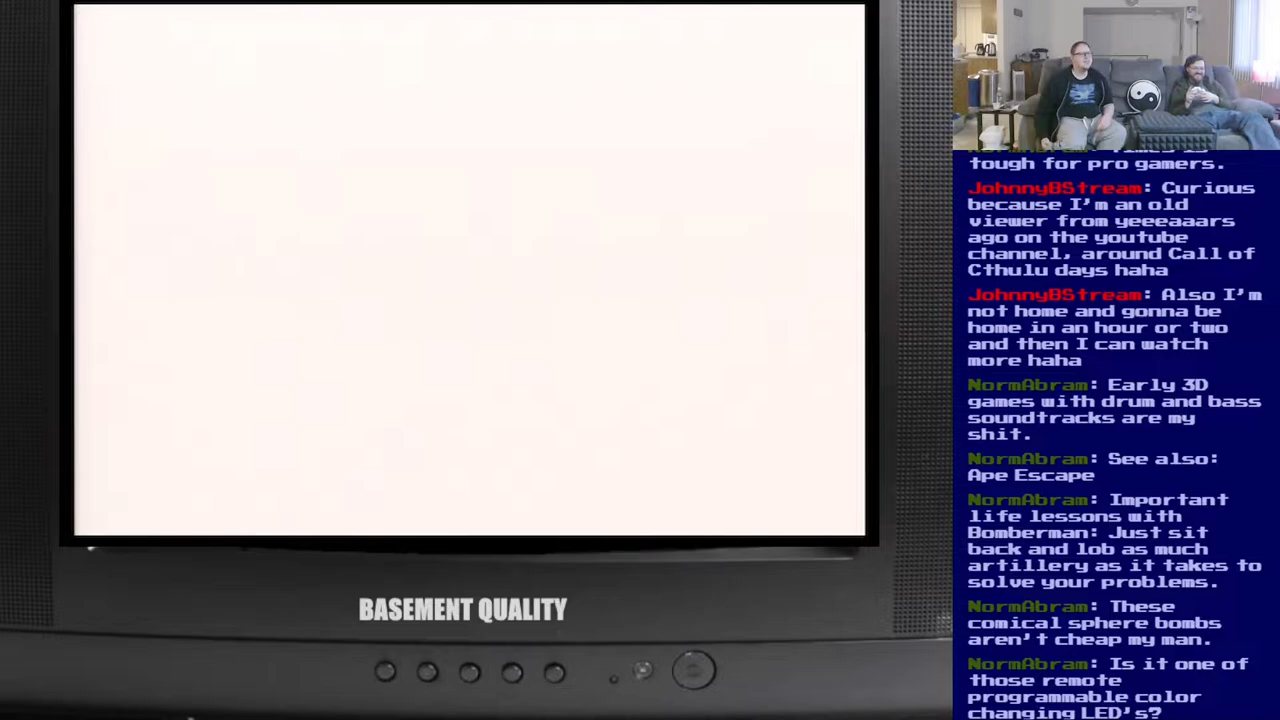 BASEMENT QUALITY
tough for pro gamers.
JohnnyBStream: Curious
because I'm an old
viewer from yeeeaaars
ago on the youtube
channel, around Call of
Cthulu days haha
JohnnyBStream: Also I'm
not home and gonna be
home in an hour or two
and then I can watch
more haha
NormAbram: Early 3D
games with drum and bass
soundtracks are my
shit.
NormAbram: See also:
Ape Escape
NormAbram: Important
life lessons with
Bomberman: Just sit
back and lob as much
artillery as it takes to
solve your problems.
NormAbram: These
comical sphere bombs
aren't cheap my man.
NormAbram: Is it one of
those remote
programmable color
changing LED's?